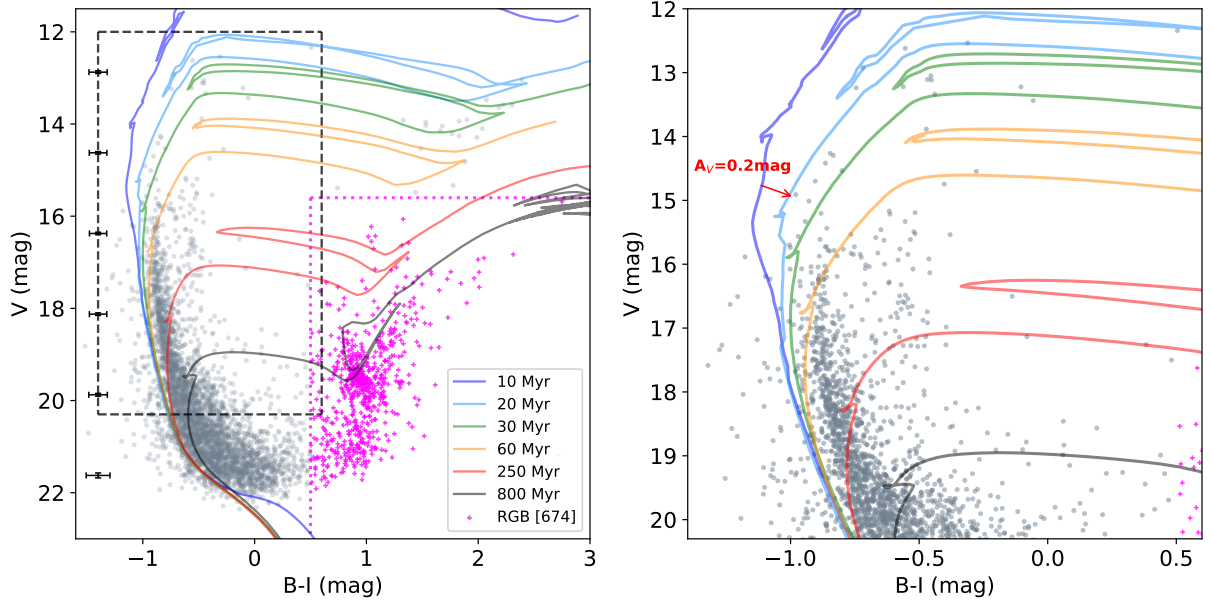 12
14
16
18
20
22
V (mag)
−1
0
1
2
3
B-I (mag)
10 Myr
20 Myr
30 Myr
60 Myr
250 Myr
800 Myr
RGB [674]
12
13
14
15
16
17
18
19
20
V (mag)
A_V=0.2mag
−1.0
−0.5
0.0
0.5
B-I (mag)